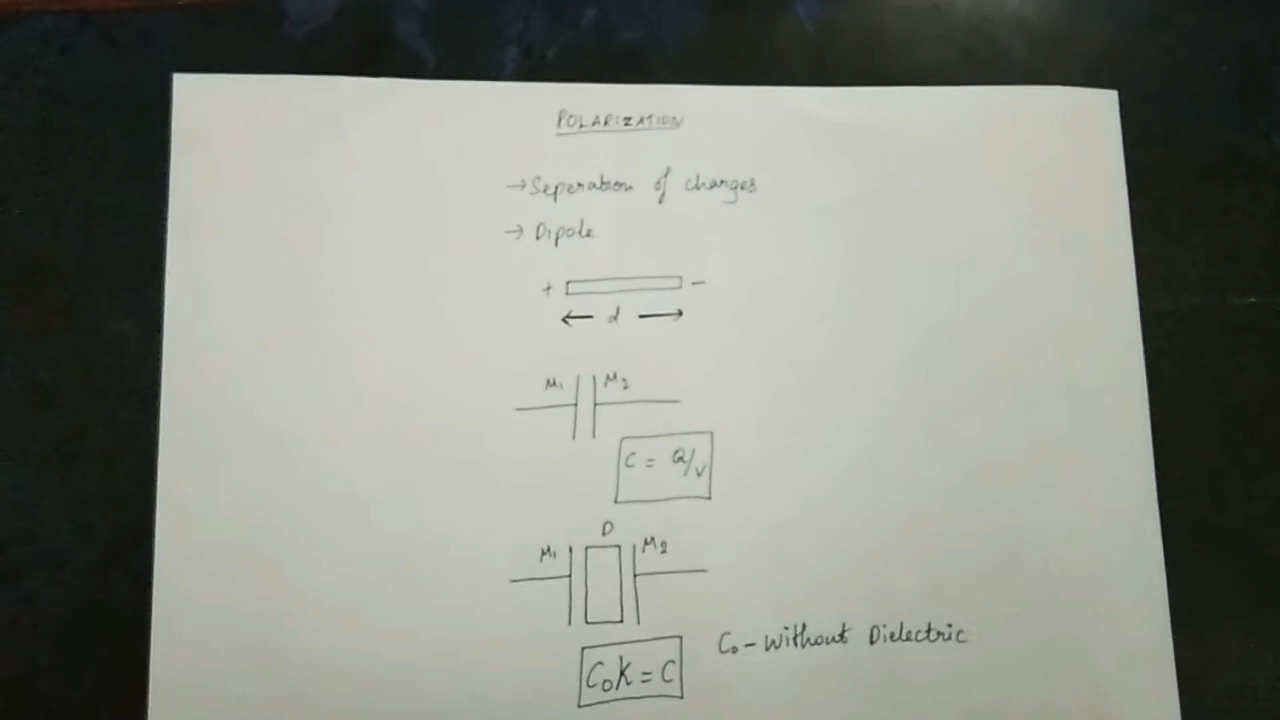 POLARIZATION
→ Seperation of charges
→ Dipole
+ −
← d →
M₁ M₂
C = Q/V
D
M₁ M₂
C₀ - Without Dielectric
C₀K = C